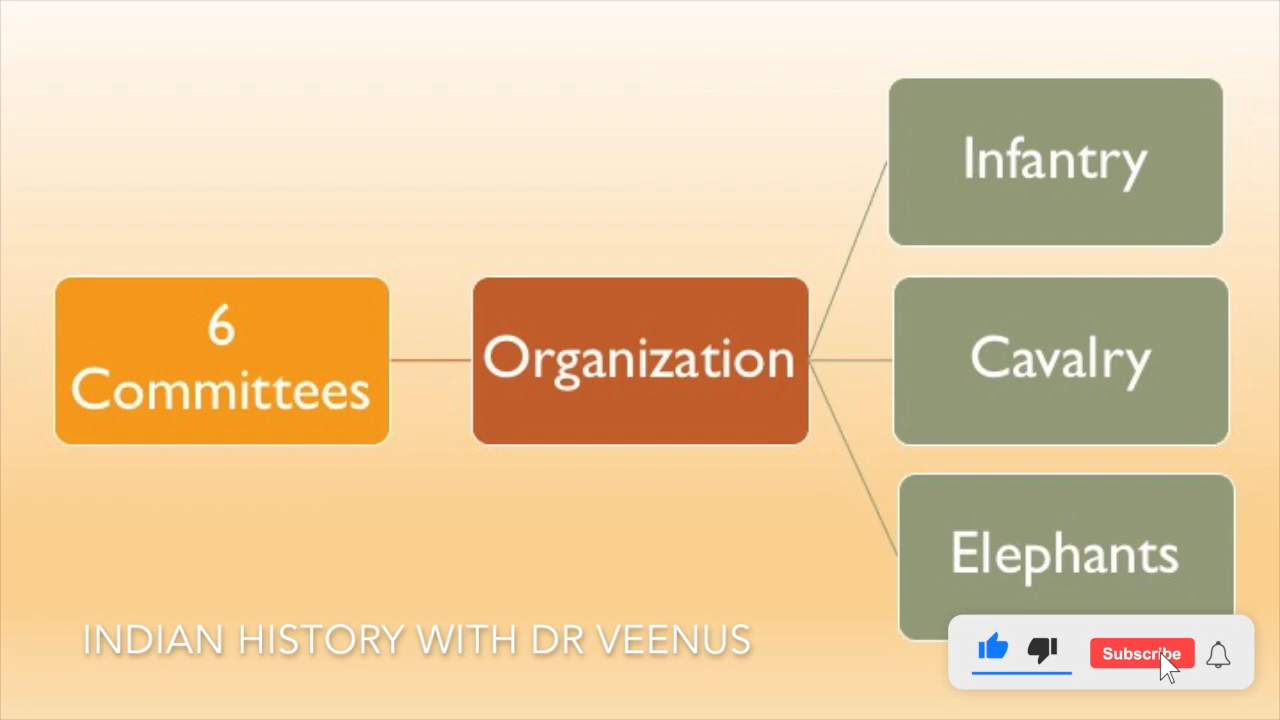 6
Committees
Organization
Infantry
Cavalry
Elephants
INDIAN HISTORY WITH DR VEENUS
Subscribe